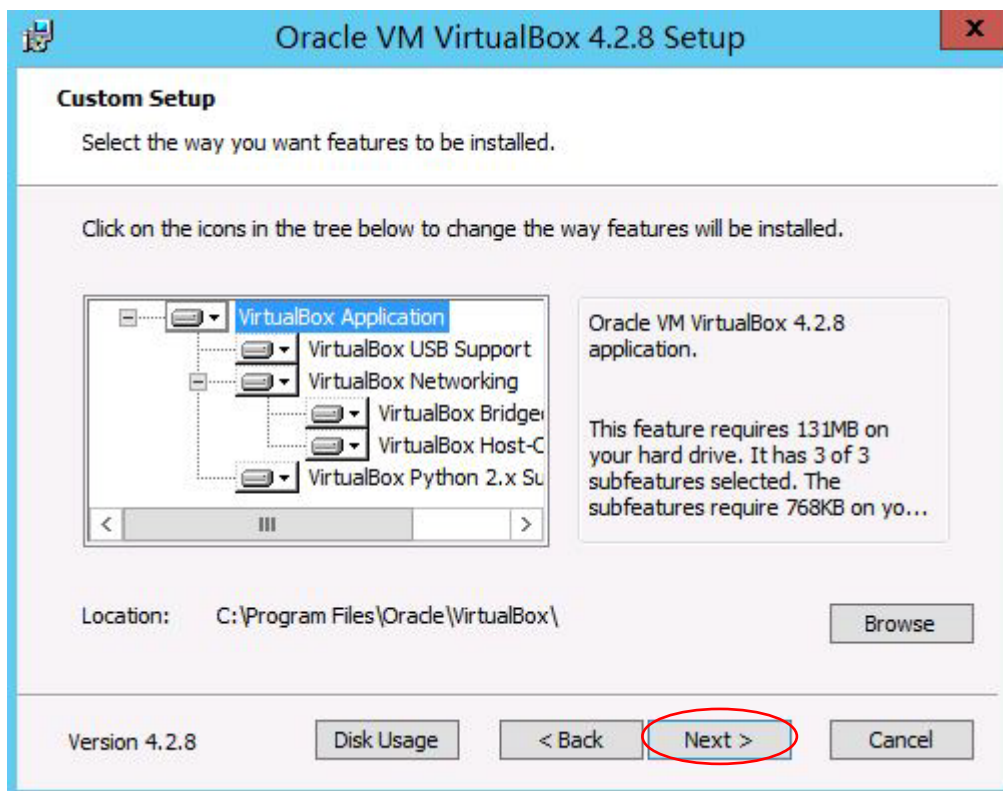 Oracle VM VirtualBox 4.2.8 Setup
x
Custom Setup
Select the way you want features to be installed.
Click on the icons in the tree below to change the way features will be installed.
VirtualBox Application
VirtualBox USB Support
VirtualBox Networking
VirtualBox Bridge
VirtualBox Host-C
VirtualBox Python 2.x Su
Oracle VM VirtualBox 4.2.8
application.
This feature requires 131MB on
your hard drive. It has 3 of 3
subfeatures selected. The
subfeatures require 768KB on yo...
Location: C:\Program Files\Oracle\VirtualBox\
Browse
Version 4.2.8
Disk Usage
< Back
Next >
Cancel